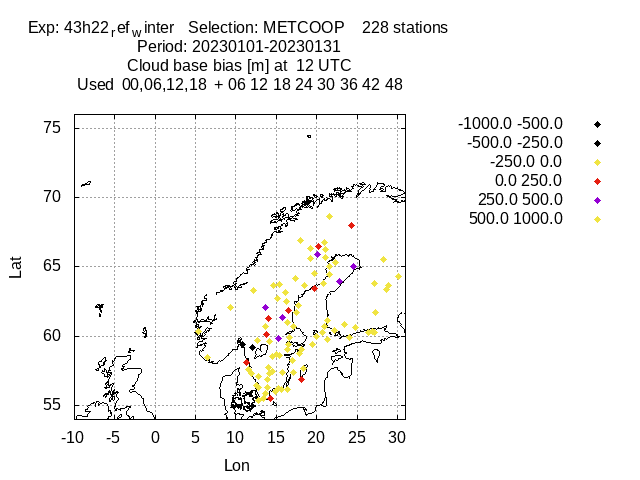 Exp: 43h22refwinter Selection: METCOOP 228 stations
Period: 20230101-20230131
Cloud base bias [m] at 12 UTC
Used 00,06,12,18 + 06 12 18 24 30 36 42 48
-1000.0 -500.0
-500.0 -250.0
-250.0 0.0
0.0 250.0
250.0 500.0
500.0 1000.0
75
70
65
60
55
Lat
-10 -5 0 5 10 15 20 25 30
Lon